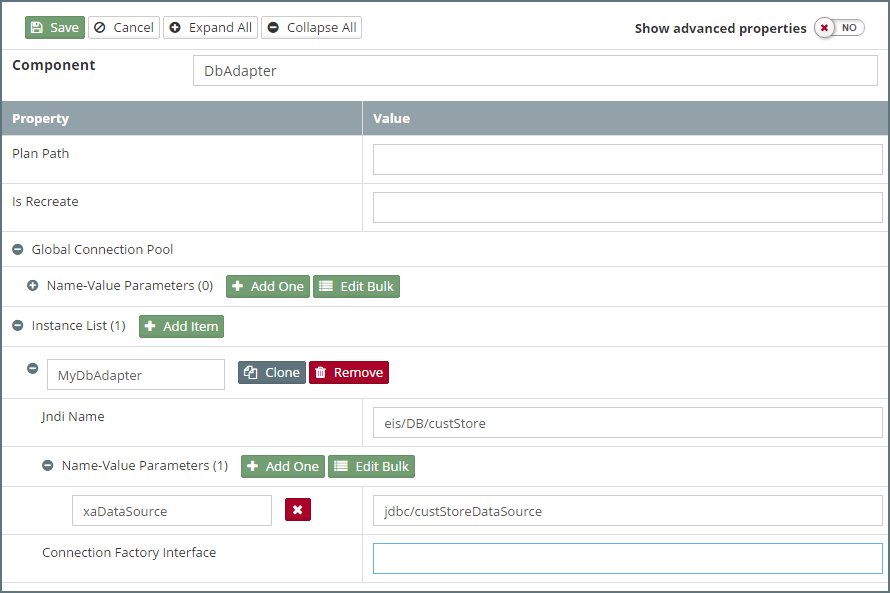 Save Cancel Expand All Collapse All Show advanced properties NO
Component DbAdapter
Property Value
Plan Path
Is Recreate
Global Connection Pool
Name-Value Parameters (0) Add One Edit Bulk
Instance List (1) Add Item
MyDbAdapter Clone Remove
Jndi Name eis/DB/custStore
Name-Value Parameters (1) Add One Edit Bulk
xaDataSource jdbc/custStoreDataSource
Connection Factory Interface